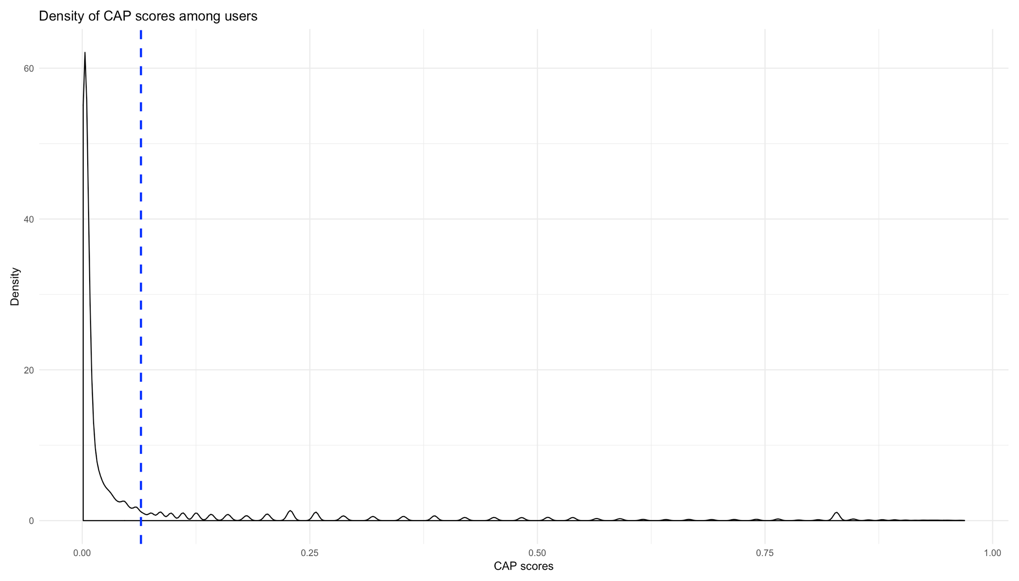 Density of CAP scores among users
60
40
20
0
Density
0.00 0.25 0.50 0.75 1.00
CAP scores